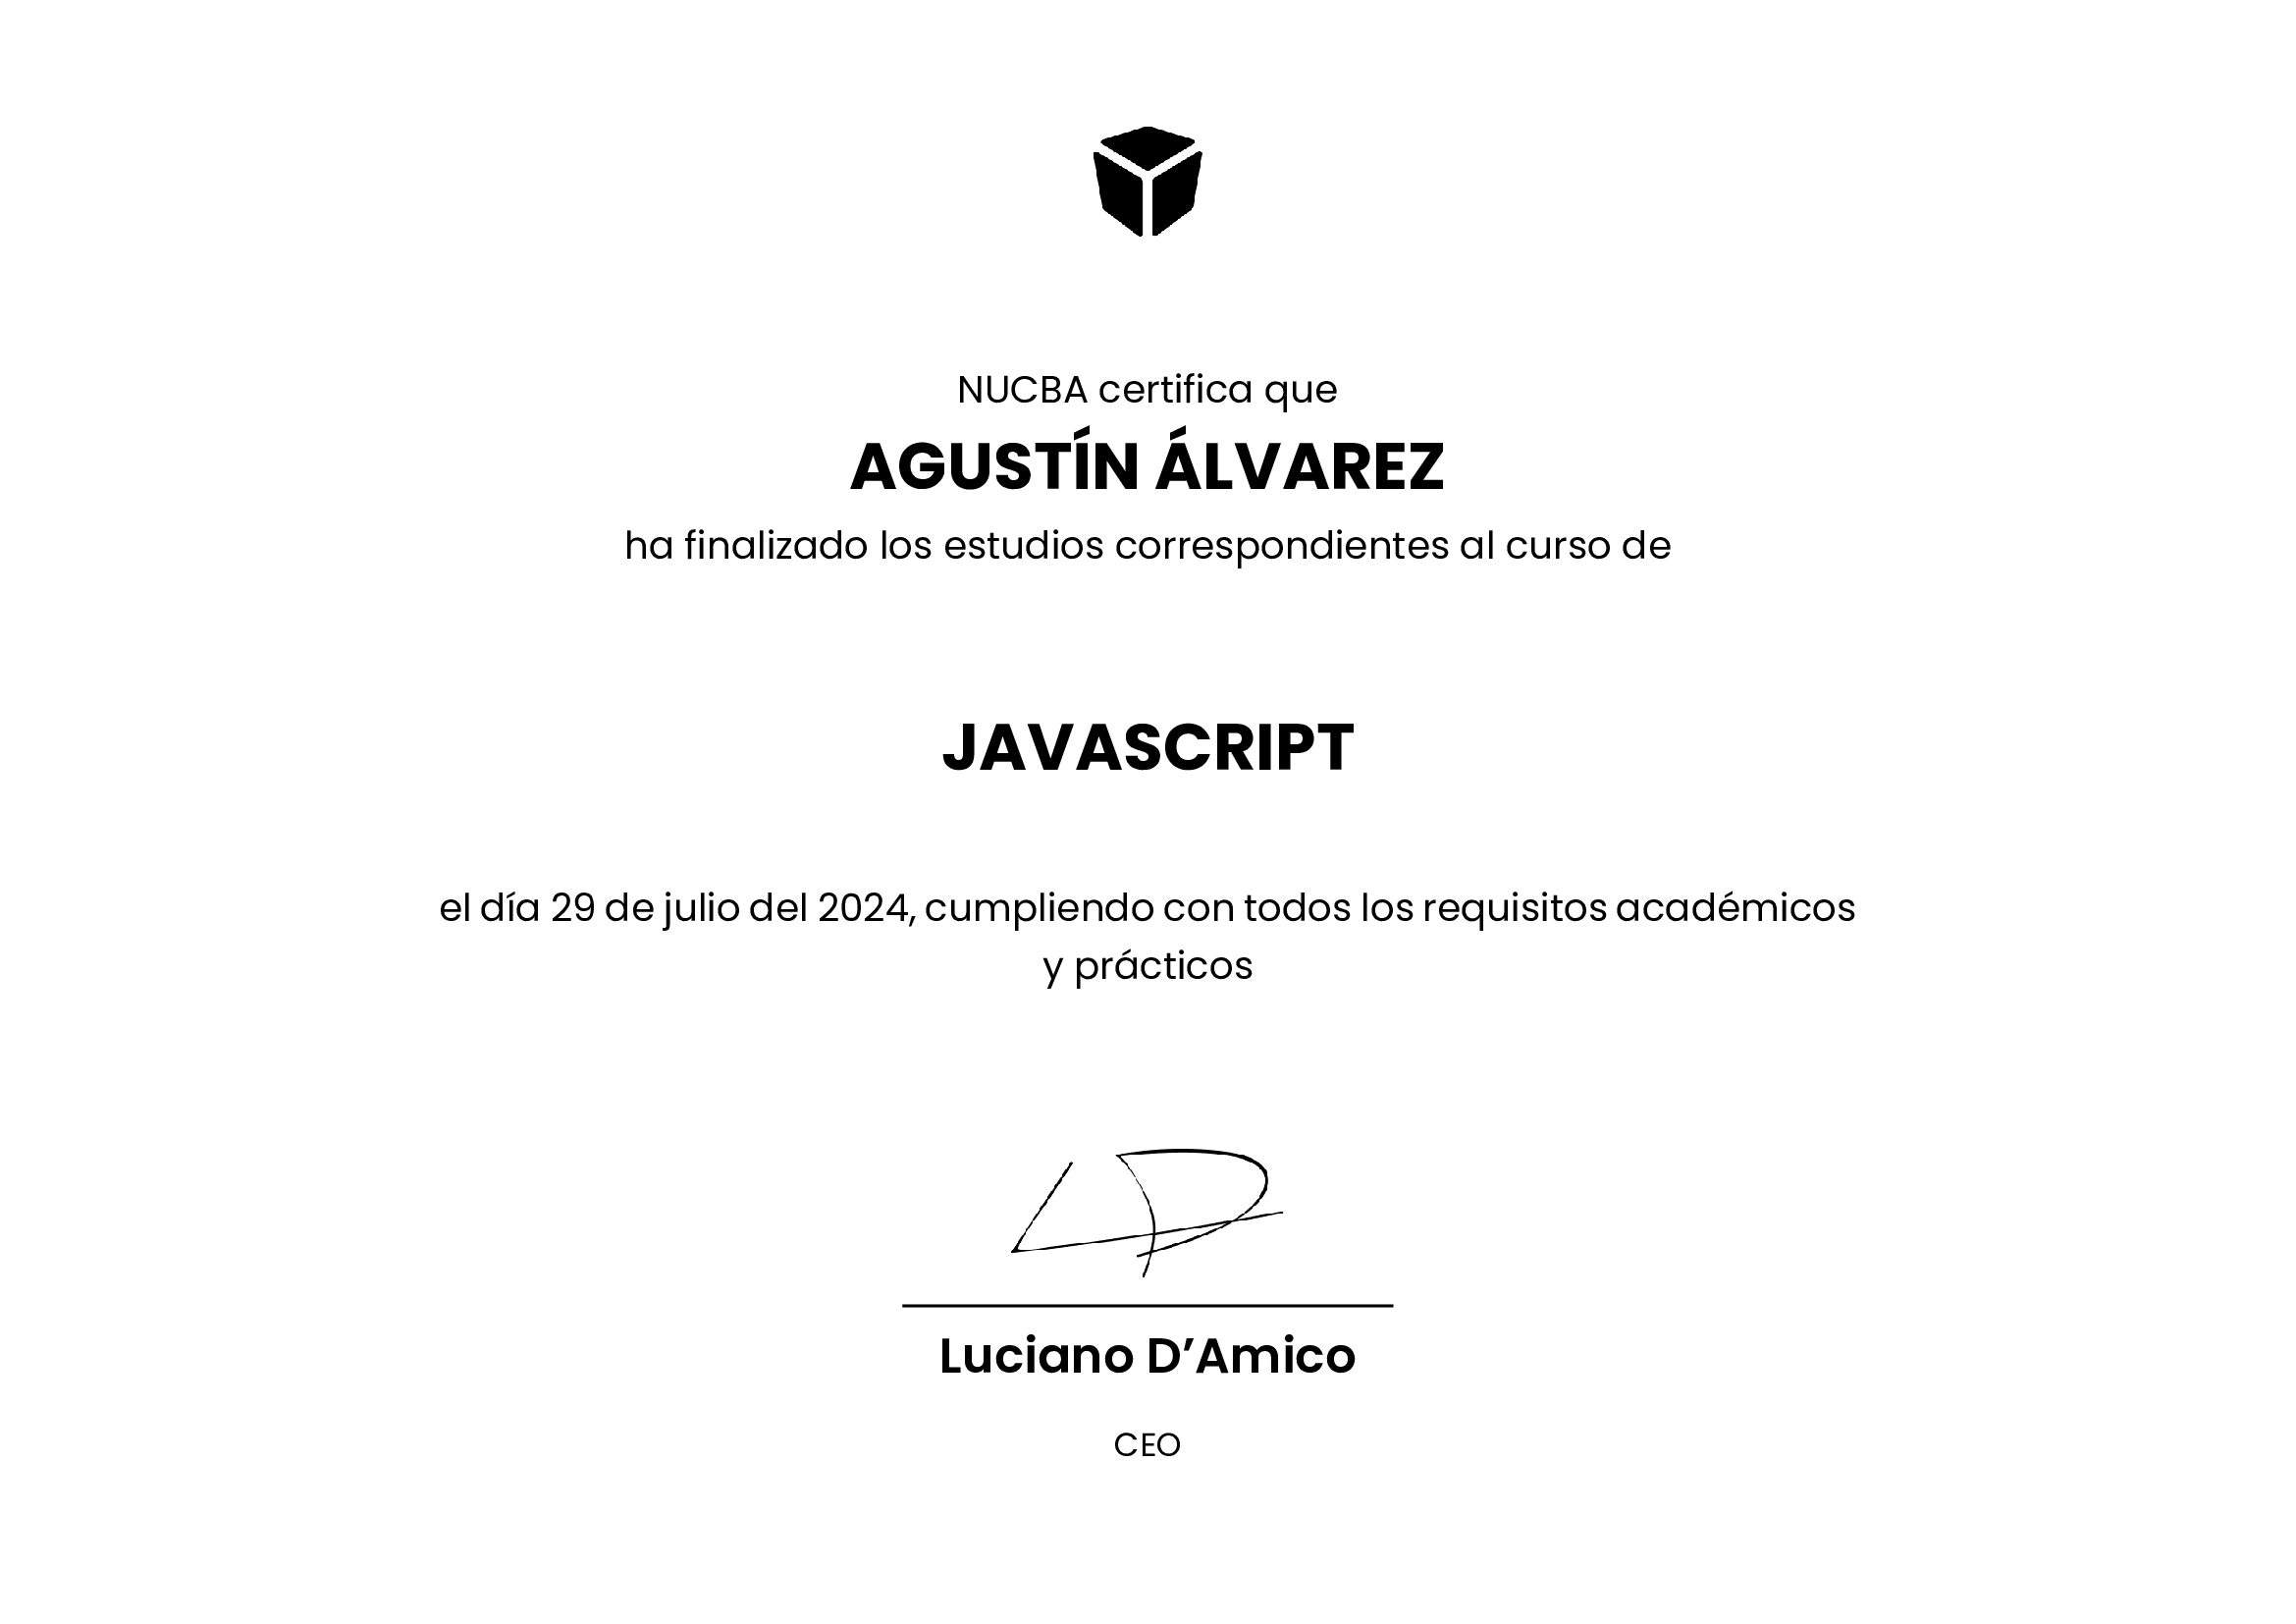 NUCBA certifica que
AGUSTÍN ÁLVAREZ
ha finalizado los estudios correspondientes al curso de
JAVASCRIPT
el día 29 de julio del 2024, cumpliendo con todos los requisitos académicos
y prácticos
Luciano D’Amico
CEO